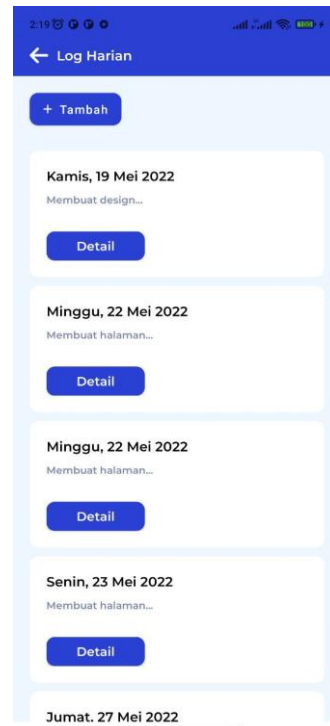 2:19
Log Harian
+ Tambah
Kamis, 19 Mei 2022
Membuat design...
Detail
Minggu, 22 Mei 2022
Membuat halaman...
Detail
Minggu, 22 Mei 2022
Membuat halaman...
Detail
Senin, 23 Mei 2022
Membuat halaman...
Detail
Jumat, 27 Mei 2022